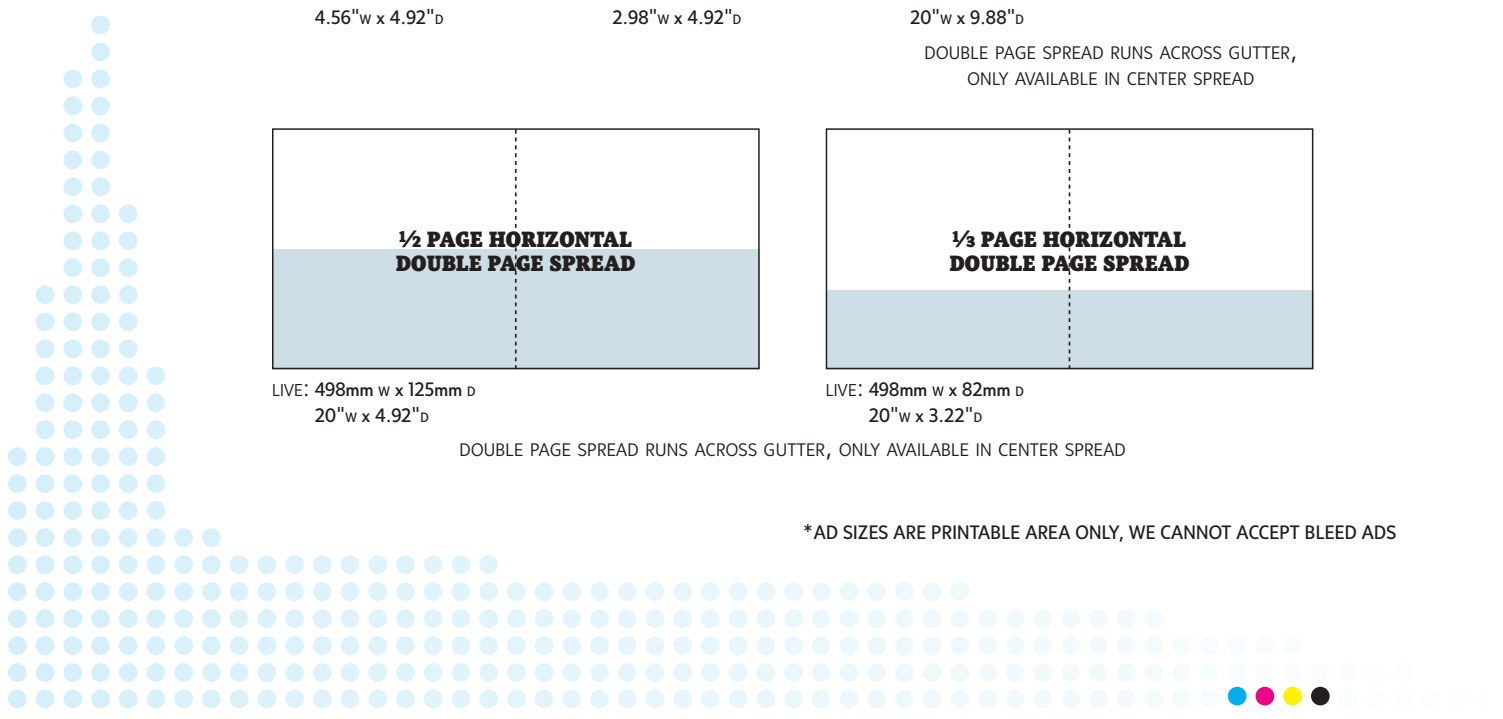 4.56"W x 4.92"D
2.98"W x 4.92"D
20"W x 9.88"D
DOUBLE PAGE SPREAD RUNS ACROSS GUTTER,
ONLY AVAILABLE IN CENTER SPREAD
½ PAGE HORIZONTAL
DOUBLE PAGE SPREAD
LIVE: 498mm W x 125mm D
20"W x 4.92"D
⅓ PAGE HORIZONTAL
DOUBLE PAGE SPREAD
LIVE: 498mm W x 82mm D
20"W x 3.22"D
DOUBLE PAGE SPREAD RUNS ACROSS GUTTER, ONLY AVAILABLE IN CENTER SPREAD
*AD SIZES ARE PRINTABLE AREA ONLY, WE CANNOT ACCEPT BLEED ADS